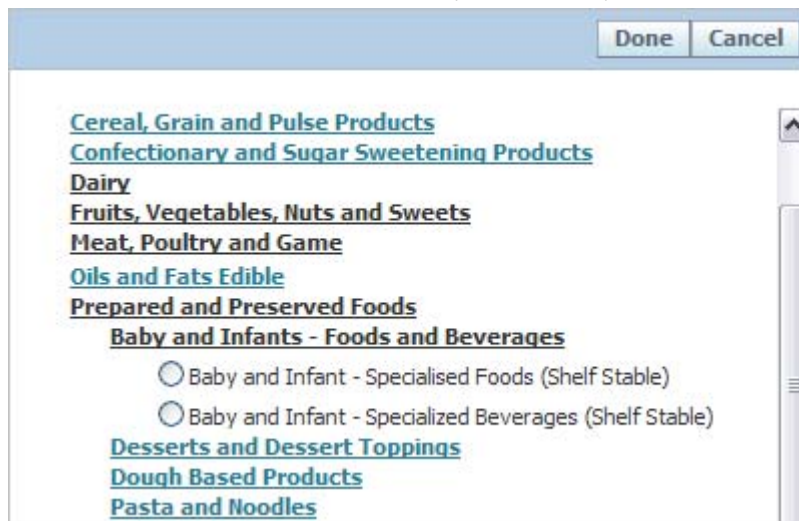 Done Cancel
Cereal, Grain and Pulse Products
Confectionary and Sugar Sweetening Products
Dairy
Fruits, Vegetables, Nuts and Sweets
Meat, Poultry and Game
Oils and Fats Edible
Prepared and Preserved Foods
Baby and Infants - Foods and Beverages
Baby and Infant - Specialised Foods (Shelf Stable)
Baby and Infant - Specialized Beverages (Shelf Stable)
Desserts and Dessert Toppings
Dough Based Products
Pasta and Noodles